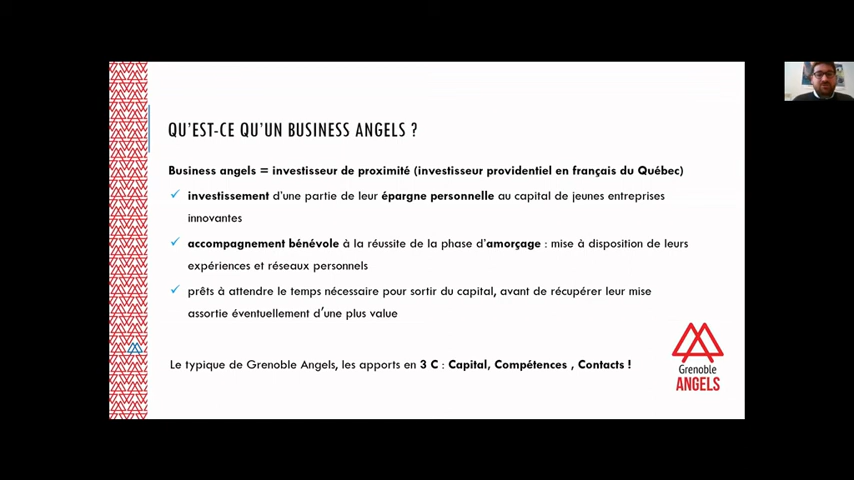 QU'EST-CE QU'UN BUSINESS ANGELS ?
Business angels = investisseur de proximité (investisseur providentiel en français du Québec)
investissement d'une partie de leur épargne personnelle au capital de jeunes entreprises
innovantes
accompagnement bénévole à la réussite de la phase d'amorçage : mise à disposition de leurs
expériences et réseaux personnels
prêts à attendre le temps nécessaire pour sortir du capital, avant de récupérer leur mise
assortie éventuellement d'une plus value
Le typique de Grenoble Angels, les apports en 3 C : Capital, Compétences , Contacts !
Grenoble
ANGELS